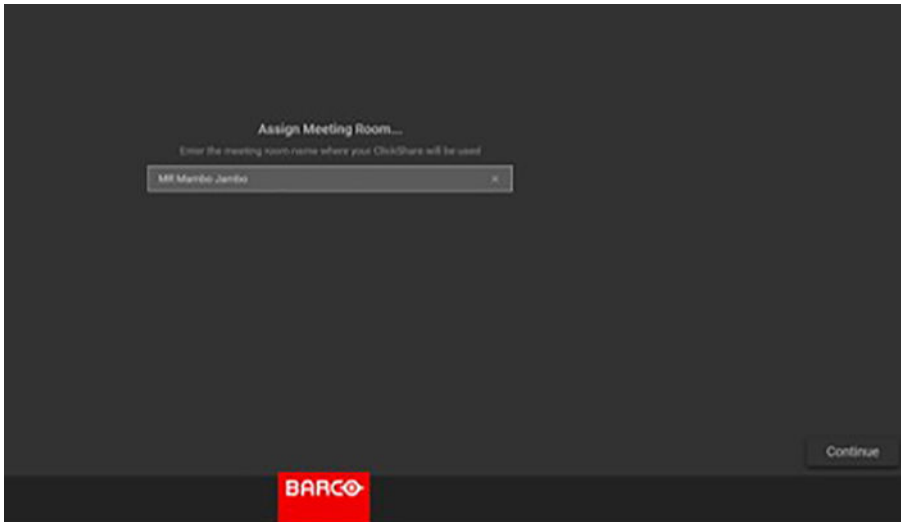 Assign Meeting Room...
Enter the meeting room name where your ClickShare will be used
MR Mambo Jambo ×
Continue
BARCO